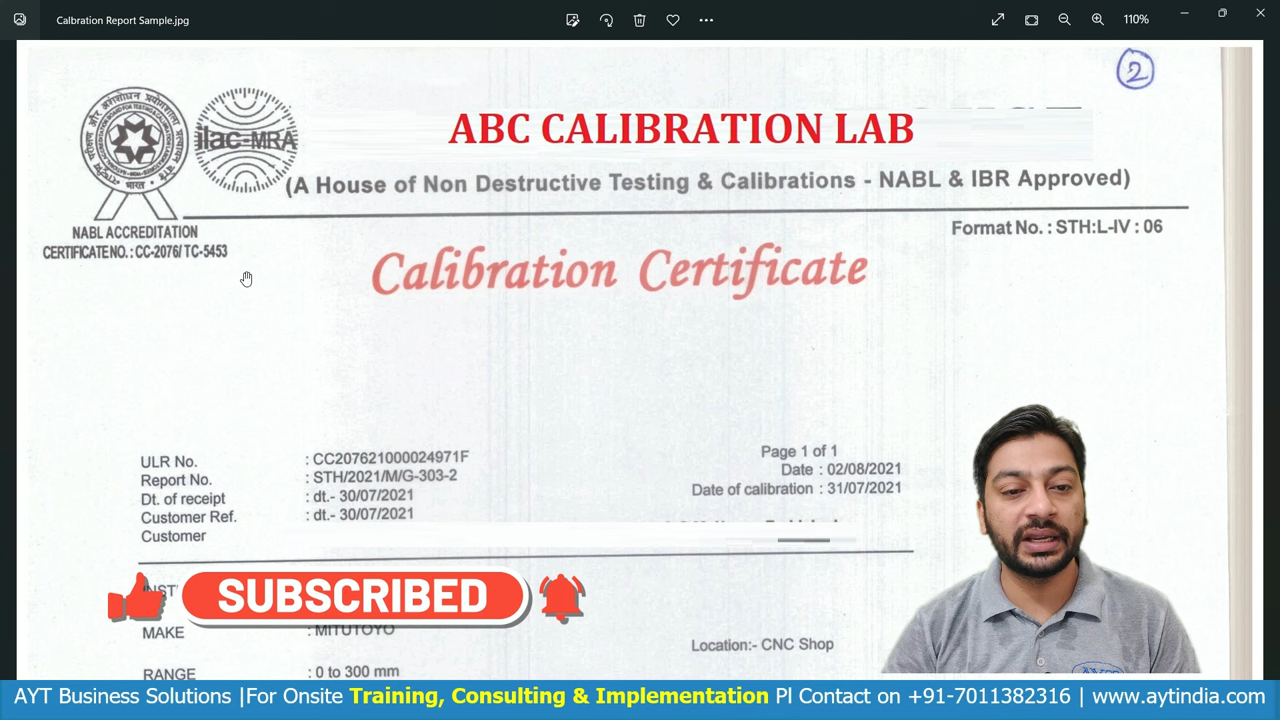 Calbration Report Sample.jpg
110%
2
ilac-MRA
भारत
ABC CALIBRATION LAB
(A House of Non Destructive Testing & Calibrations - NABL & IBR Approved)
NABL ACCREDITATION
CERTIFICATE NO. : CC-2076/ TC-5453
Format No. : STH:L-IV : 06
Calibration Certificate
Page 1 of 1
ULR No. : CC207621000024971F
Date : 02/08/2021
Report No. : STH/2021/M/G-303-2
Date of calibration : 31/07/2021
Dt. of receipt : dt.- 30/07/2021
Customer Ref. : dt.- 30/07/2021
Customer
SUBSCRIBED
MAKE : MITUTOYO
Location:- CNC Shop
RANGE : 0 to 300 mm
AYT Business Solutions |For Onsite Training, Consulting & Implementation Pl Contact on +91-7011382316 | www.aytindia.com